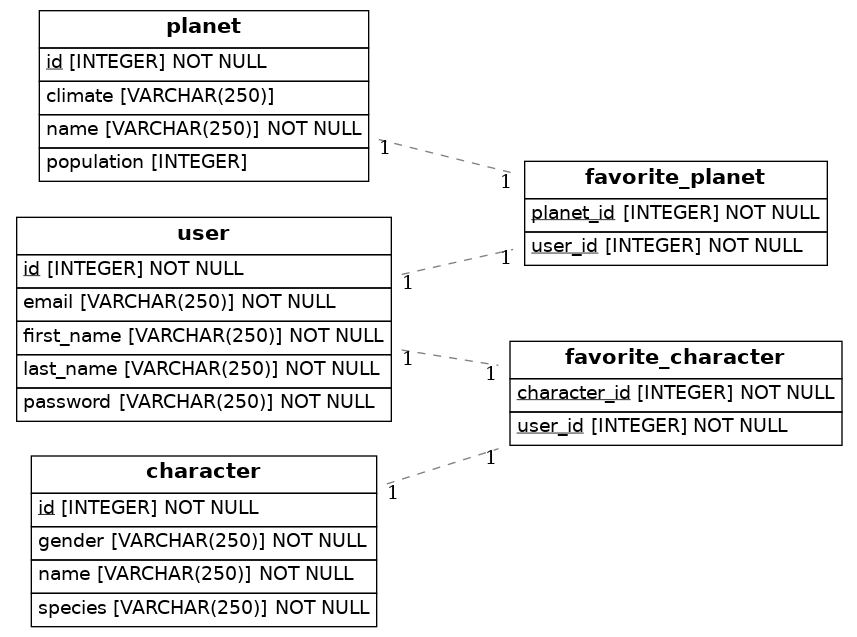 planet
id [INTEGER] NOT NULL
climate [VARCHAR(250)]
name [VARCHAR(250)] NOT NULL
population [INTEGER]
1
1
favorite_planet
planet_id [INTEGER] NOT NULL
user_id [INTEGER] NOT NULL
user
id [INTEGER] NOT NULL
email [VARCHAR(250)] NOT NULL
first_name [VARCHAR(250)] NOT NULL
last_name [VARCHAR(250)] NOT NULL
password [VARCHAR(250)] NOT NULL
1
1
1
1
favorite_character
character_id [INTEGER] NOT NULL
user_id [INTEGER] NOT NULL
character
id [INTEGER] NOT NULL
gender [VARCHAR(250)] NOT NULL
name [VARCHAR(250)] NOT NULL
species [VARCHAR(250)] NOT NULL
1
1